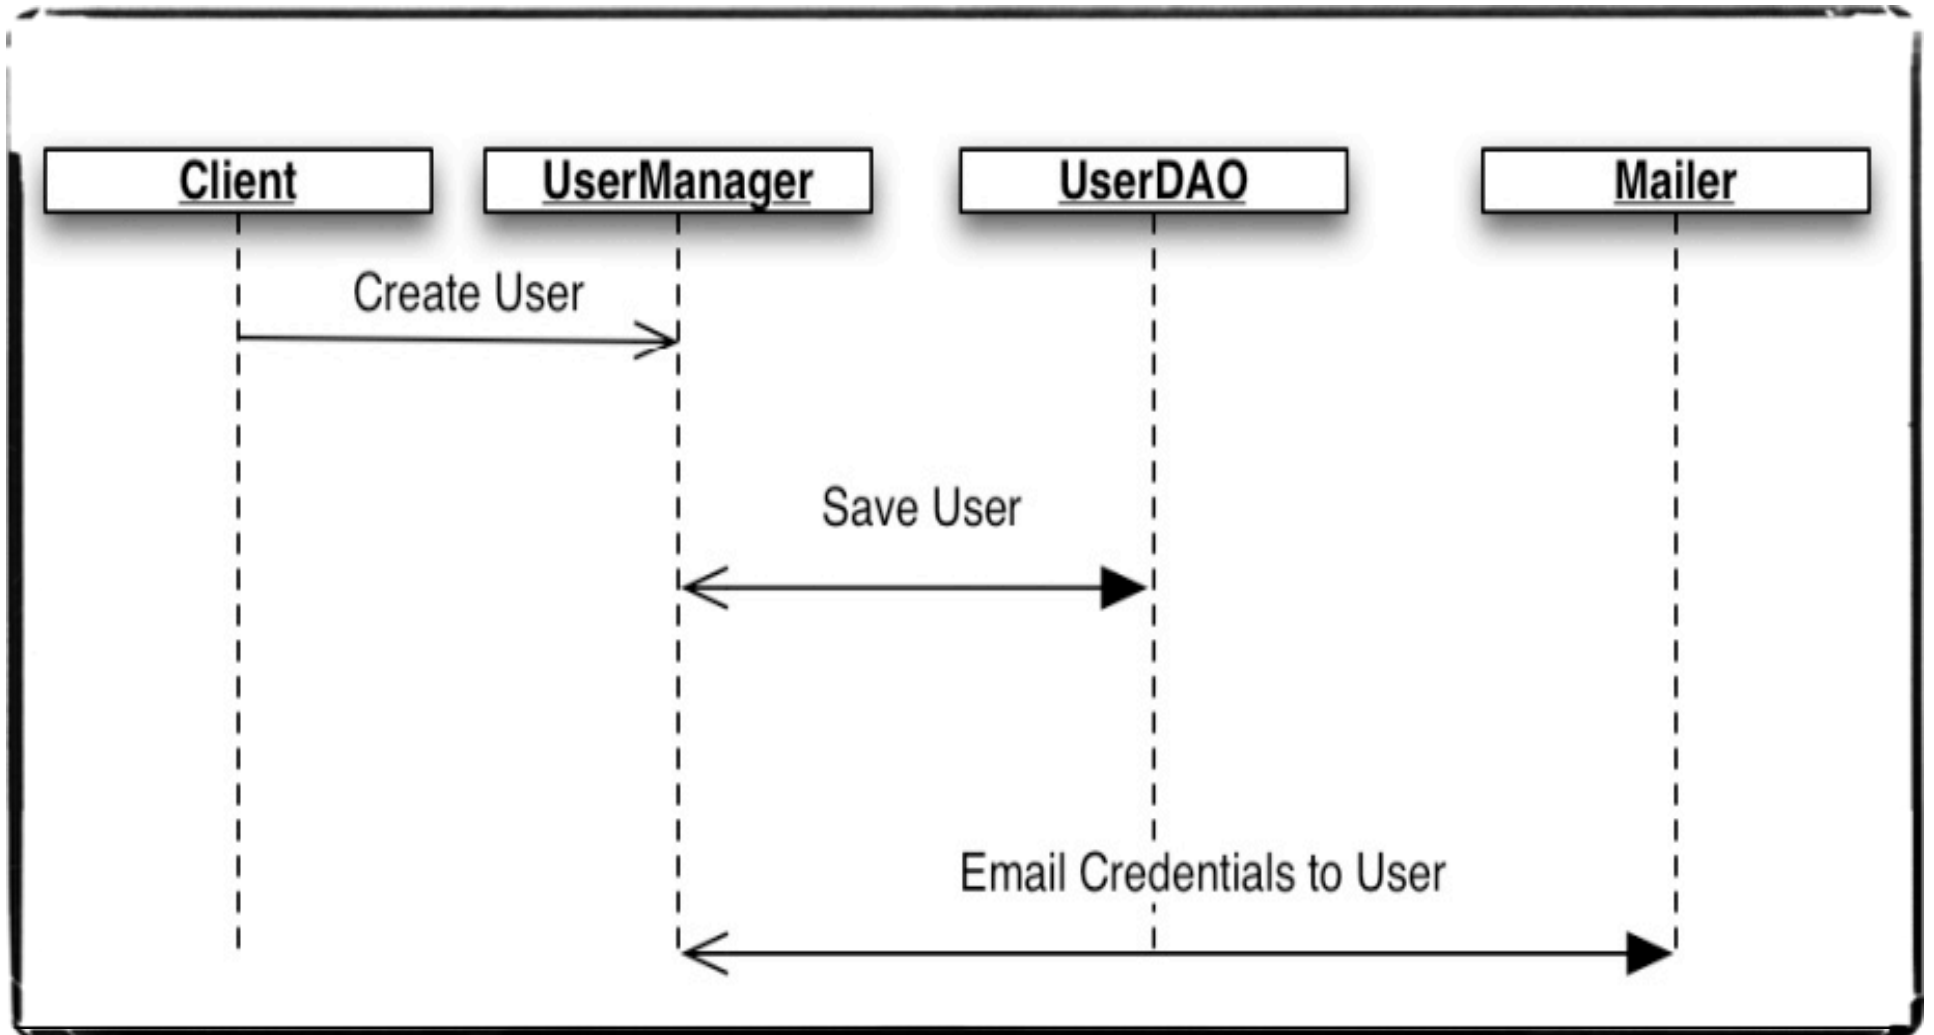 Client
UserManager
UserDAO
Mailer
Create User
Save User
Email Credentials to User